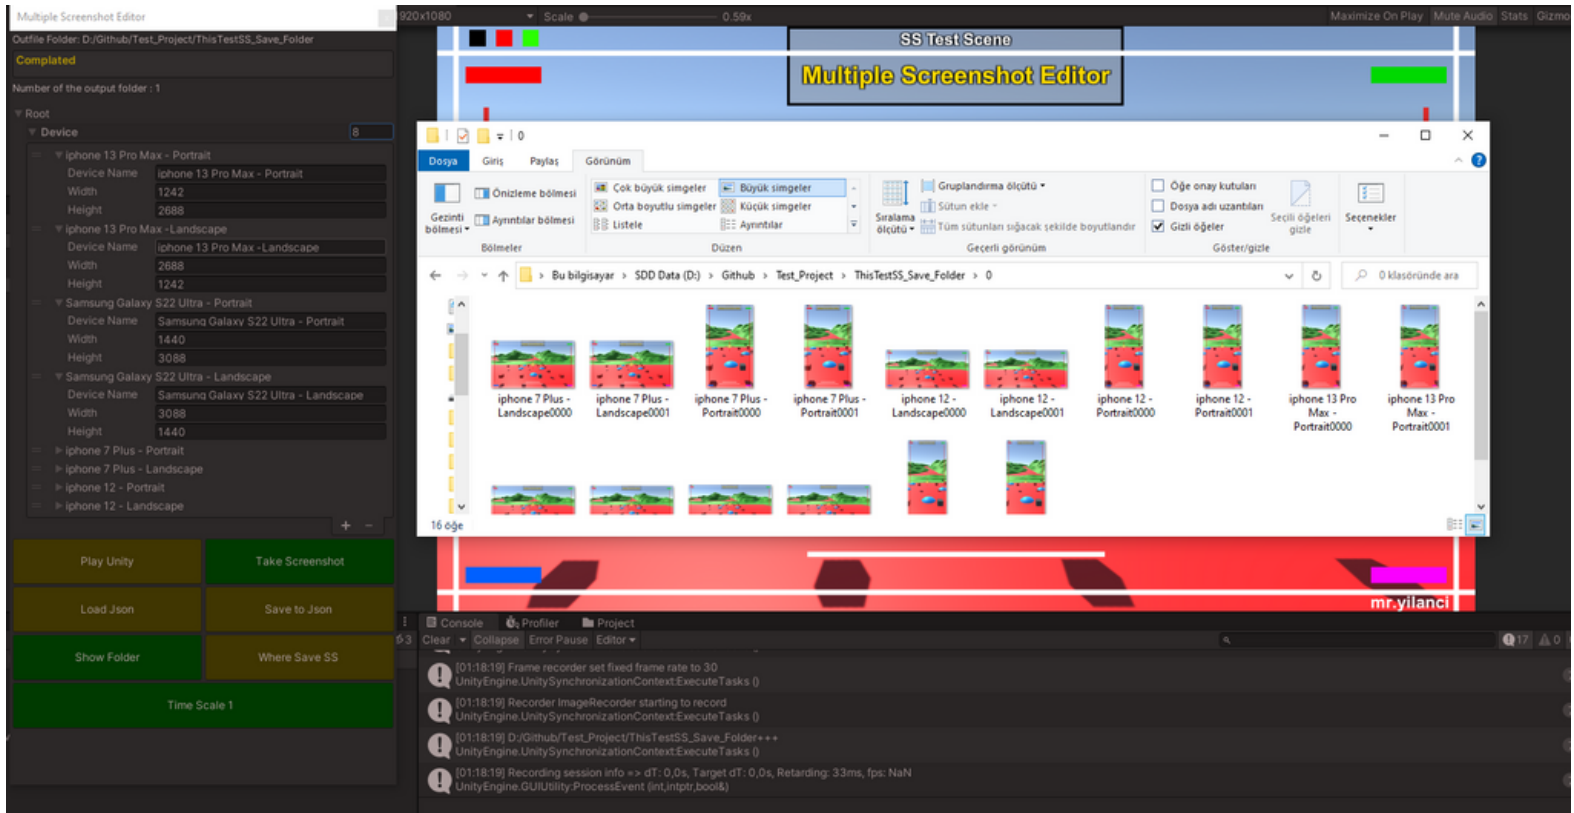 Multiple Screenshot Editor
Outfile Folder: D:/Github/Test_Project/ThisTestSS_Save_Folder
Complated
Number of the output folder : 1
Root
Device 8
iphone 13 Pro Max - Portrait
Device Name iphone 13 Pro Max - Portrait
Width 1242
Height 2688
iphone 13 Pro Max -Landscape
Device Name iphone 13 Pro Max -Landscape
Width 2688
Height 1242
Samsung Galaxy S22 Ultra - Portrait
Device Name Samsung Galaxy S22 Ultra - Portrait
Width 1440
Height 3088
Samsung Galaxy S22 Ultra - Landscape
Device Name Samsung Galaxy S22 Ultra - Landscape
Width 3088
Height 1440
iphone 7 Plus - Portrait
iphone 7 Plus - Landscape
iphone 12 - Portrait
iphone 12 - Landscape
+ −
Play Unity Take Screenshot
Load Json Save to Json
Show Folder Where Save SS
Time Scale 1
1920x1080 Scale 0.59x Maximize On Play Mute Audio Stats Gizmo
SS Test Scene
Multiple Screenshot Editor
0
Dosya Giriş Paylaş Görünüm
Gezinti bölmesi
Önizleme bölmesi
Ayrıntılar bölmesi
Bölmeler
Çok büyük simgeler Büyük simgeler
Orta boyutlu simgeler Küçük simgeler
Listele Ayrıntılar
Düzen
Sıralama ölçütü
Gruplandırma ölçütü
Sütun ekle
Tüm sütunları sığacak şekilde boyutlandır
Geçerli görünüm
Öğe onay kutuları
Dosya adı uzantıları
Gizli öğeler
Seçili öğeleri gizle
Göster/gizle
Seçenekler
Bu bilgisayar > SDD Data (D:) > Github > Test_Project > ThisTestSS_Save_Folder > 0
0 klasöründe ara
iphone 7 Plus - Landscape0000
iphone 7 Plus - Landscape0001
iphone 7 Plus - Portrait0000
iphone 7 Plus - Portrait0001
iphone 12 - Landscape0000
iphone 12 - Landscape0001
iphone 12 - Portrait0000
iphone 12 - Portrait0001
iphone 13 Pro Max - Portrait0000
iphone 13 Pro Max - Portrait0001
16 öğe
mr.yilanci
Console Profiler Project
Clear Collapse Error Pause Editor 17 0
[01:18:19] Frame recorder set fixed frame rate to 30
UnityEngine.UnitySynchronizationContext:ExecuteTasks ()
[01:18:19] Recorder ImageRecorder starting to record
UnityEngine.UnitySynchronizationContext:ExecuteTasks ()
[01:18:19] D:/Github/Test_Project/ThisTestSS_Save_Folder+++
UnityEngine.UnitySynchronizationContext:ExecuteTasks ()
[01:18:19] Recording session info => dT: 0,0s, Target dT: 0,0s, Retarding: 33ms, fps: NaN
UnityEngine.GUIUtility:ProcessEvent (int,intptr,bool&)